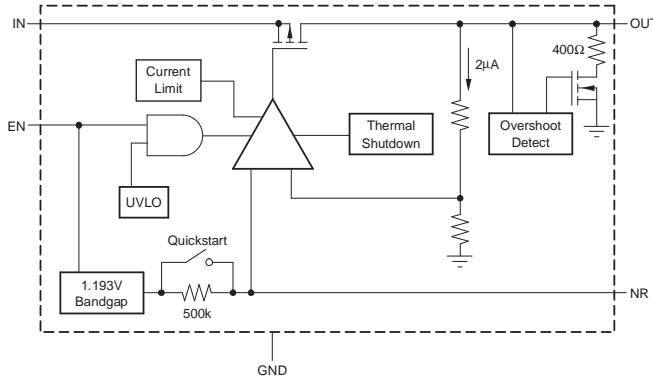 IN
OUT
400Ω
2μA
Current
Limit
EN
Thermal
Shutdown
Overshoot
Detect
UVLO
Quickstart
1.193V
Bandgap
500k
NR
GND